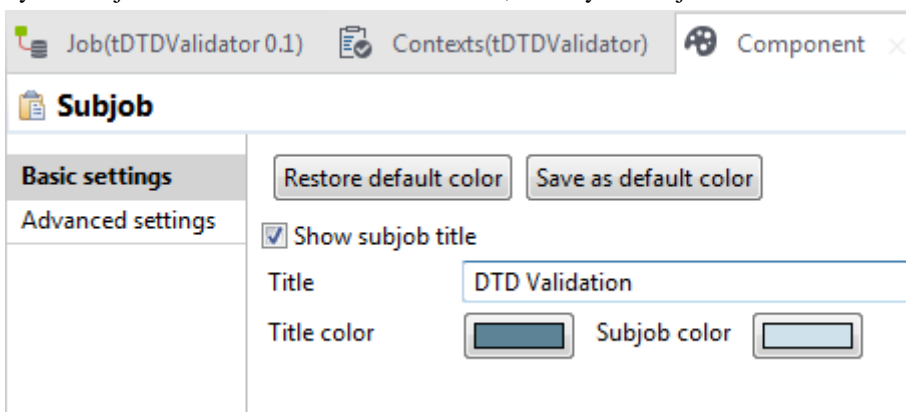 Job(tDTDValidator 0.1) Contexts(tDTDValidator) Component
Subjob
Basic settings
Advanced settings
Restore default color Save as default color
Show subjob title
Title DTD Validation
Title color Subjob color